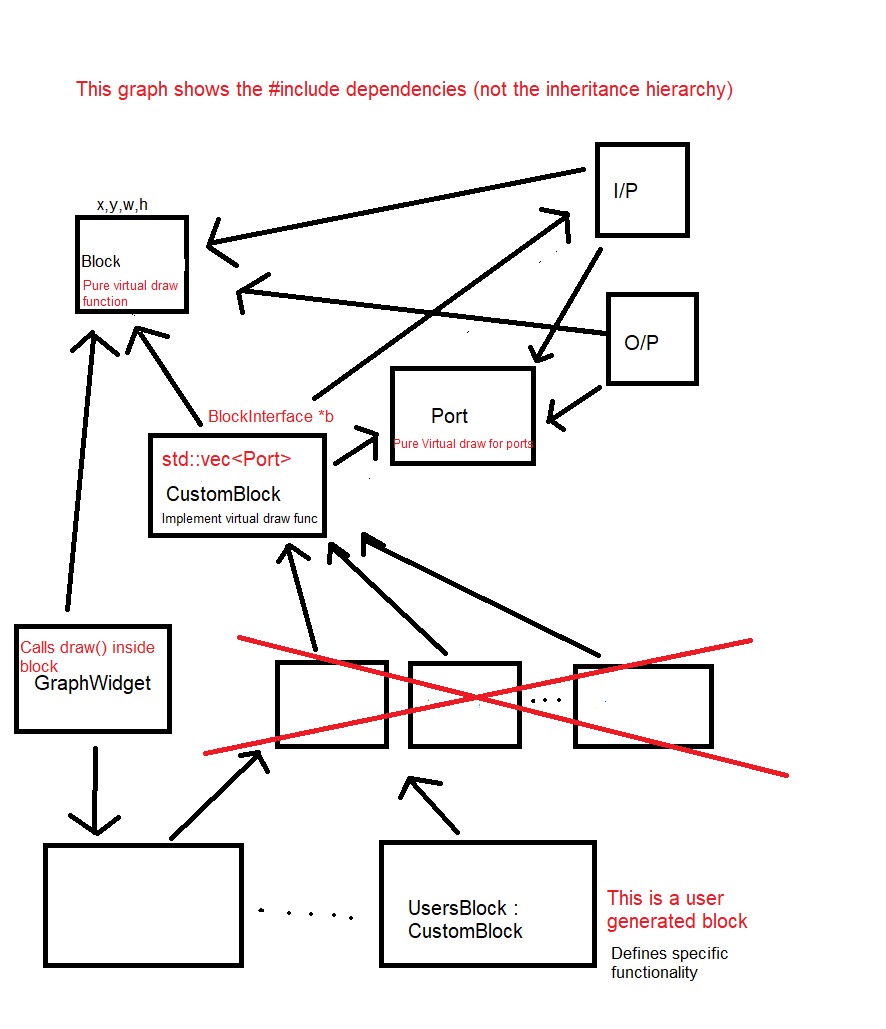 This graph shows the #include dependencies (not the inheritance hierarchy)
I/P
x,y,w,h
Block
Pure virtual draw
function
O/P
BlockInterface *b
Port
Pure Virtual draw for ports
std::vec<Port>
CustomBlock
Implement virtual draw func
Calls draw() inside
block
GraphWidget
UsersBlock :
CustomBlock
This is a user
generated block
Defines specific
functionality